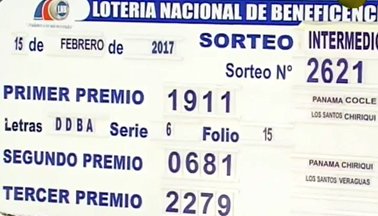 LOTERIA NACIONAL DE BENEFICENC
15 de FEBRERO de 2017 SORTEO INTERMEDI
Sorteo Nº 2621
PRIMER PREMIO 1911 PANAMA COCLE
LOS SANTOS CHIRIQUI
Letras DDBA Serie 6 Folio 15
SEGUNDO PREMIO 0681 PANAMA CHIRIQUI
LOS SANTOS VERAGUAS
TERCER PREMIO 2279